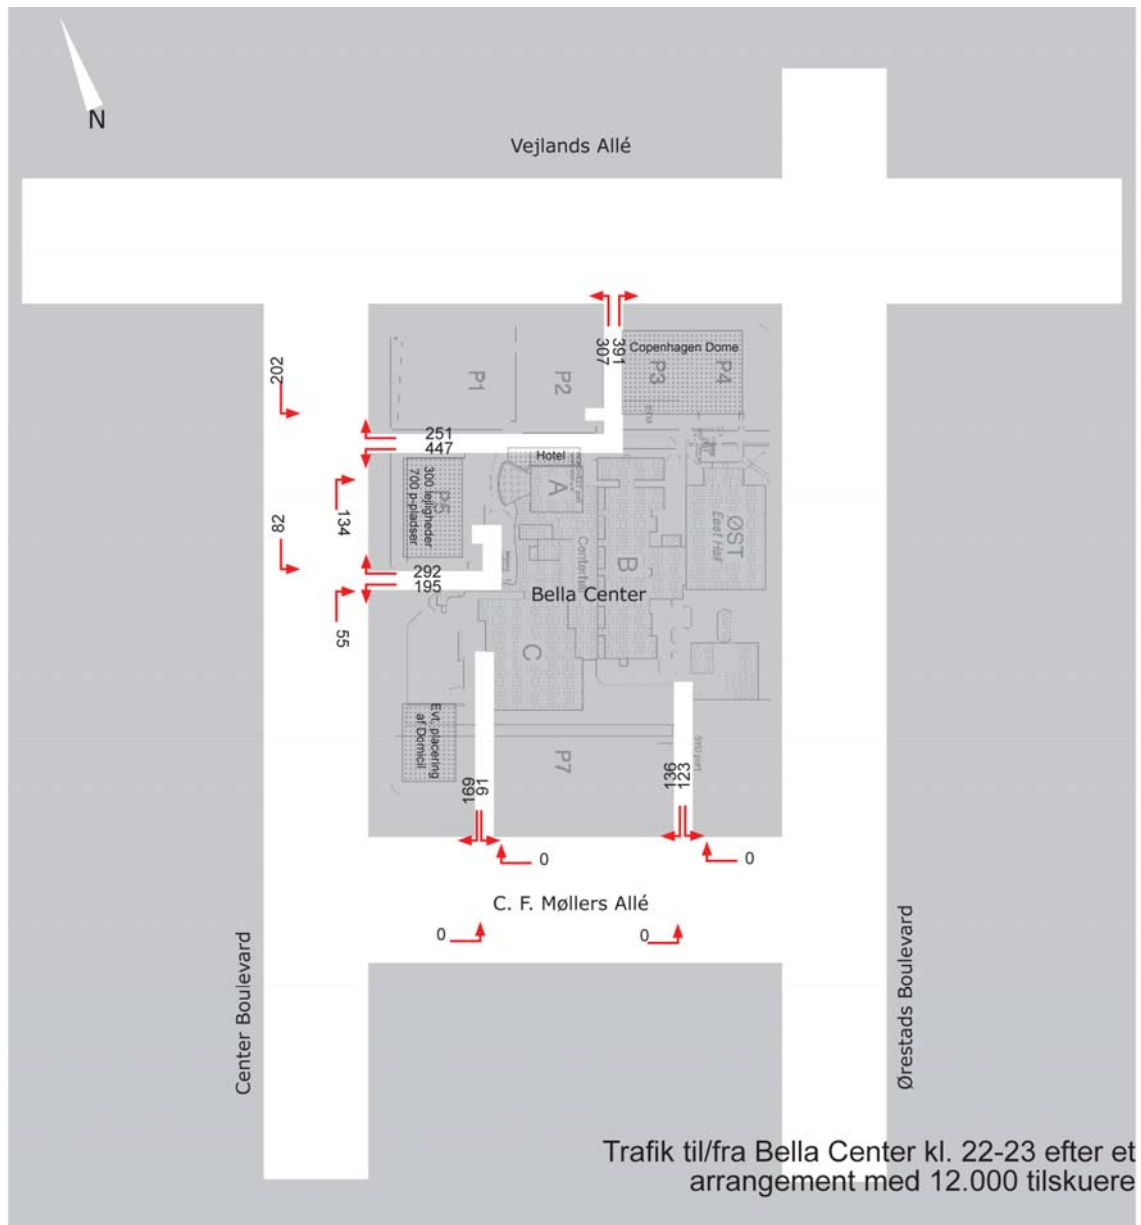 N
Vejlands Allé
202
307
391
Copenhagen Dome
P1
P2
P3
P4
251
447
Hotel
300 lejligheder
700 p-pladser
P5
A
ØST
East Hall
82
134
B
292
195
Bella Center
55
C
Evt. placering
af Domicil
P7
169
91
136
123
0
0
C. F. Møllers Allé
0
0
Center Boulevard
Ørestads Boulevard
Trafik til/fra Bella Center kl. 22-23 efter et
arrangement med 12.000 tilskuere